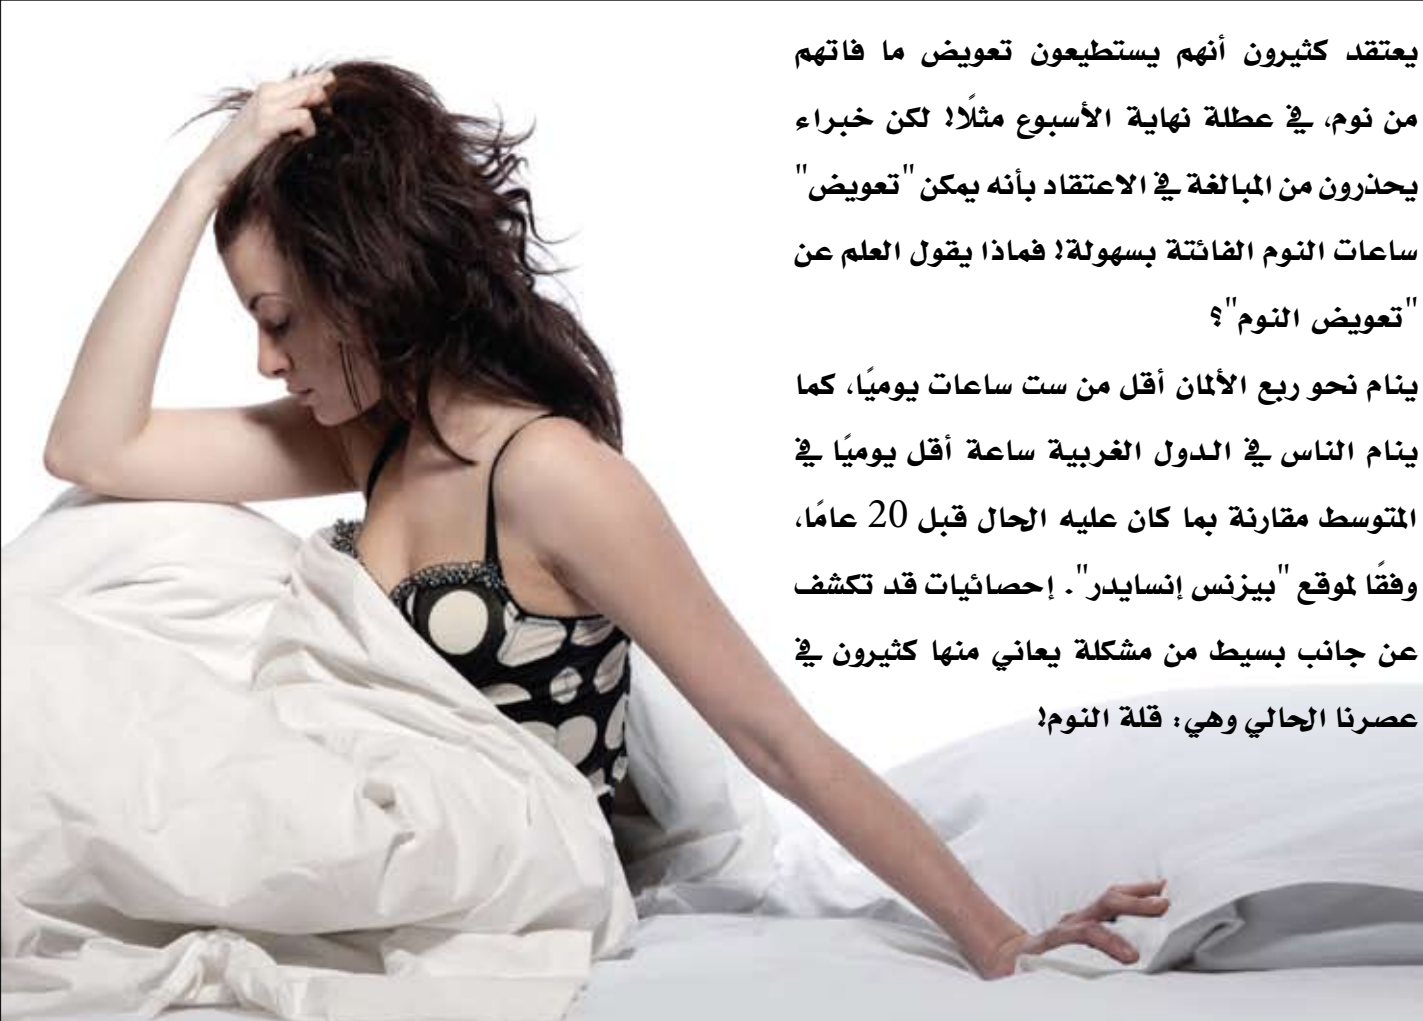 يعتقد كثيرون أنهم يستطيعون تعويض ما فاتهم
من نوم، في عطلة نهاية الأسبوع مثلًا! لكن خبراء
يحذرون من المبالغة في الاعتقاد بأنه يمكن "تعويض"
ساعات النوم الفائتة بسهولة! فماذا يقول العلم عن
"تعويض النوم"؟
ينام نحو ربع الألمان أقل من ست ساعات يوميًا، كما
ينام الناس في الدول الغربية ساعة أقل يوميًا في
المتوسط مقارنة بما كان عليه الحال قبل 20 عامًا،
وفقًا لموقع "بيزنس إنسايدر". إحصائيات قد تكشف
عن جانب بسيط من مشكلة يعاني منها كثيرون في
عصرنا الحالي وهي: قلة النوم!